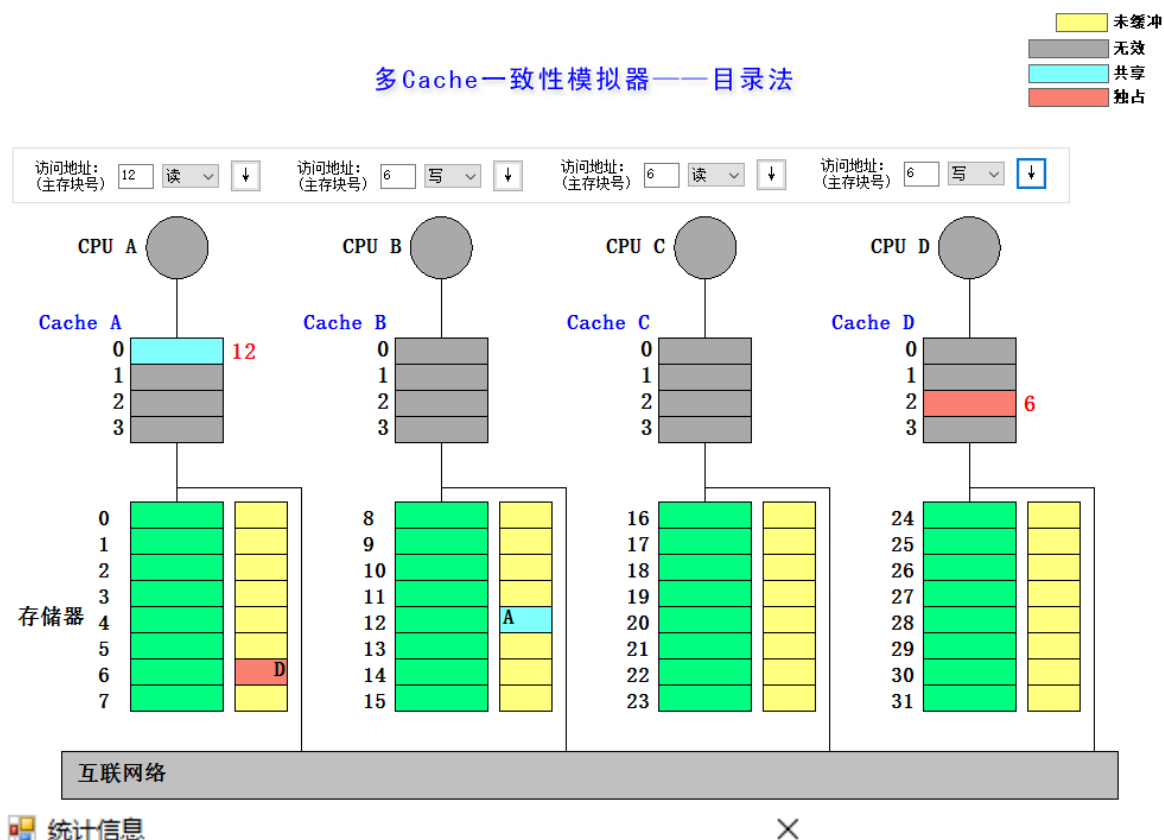 未缓冲
无效
共享
独占
多Cache一致性模拟器——目录法
访问地址: 12 读 ↓ 访问地址: 6 写 ↓ 访问地址: 6 读 ↓ 访问地址: 6 写 ↓
(主存块号) (主存块号) (主存块号) (主存块号)
CPU A CPU B CPU C CPU D
Cache A Cache B Cache C Cache D
0 12 0 0 0
1 1 1 1
2 2 2 2 6
3 3 3 3
0 8 16 24
1 9 17 25
2 10 18 26
3 11 19 27
存储器 4 12 A 20 28
5 13 21 29
6 D 14 22 30
7 15 23 31
互联网络
统计信息